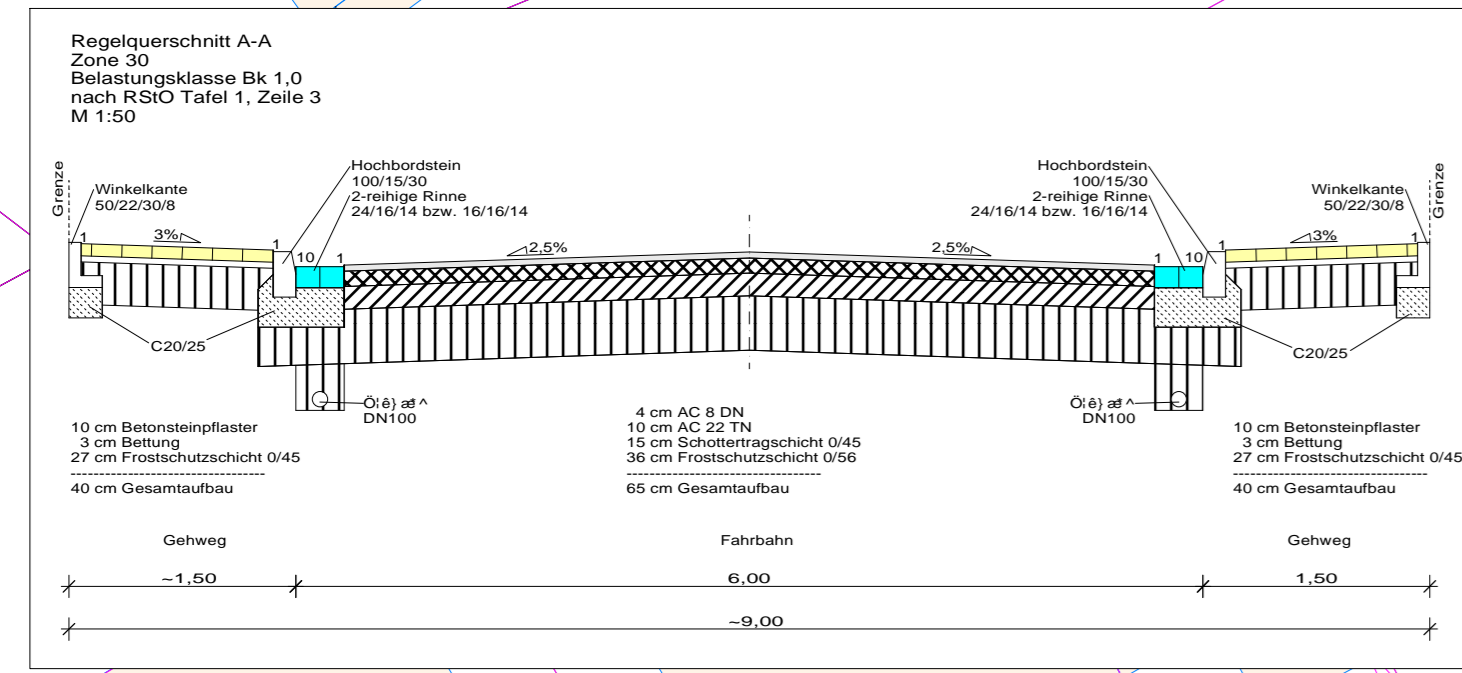 Regelquerschnitt A-A
Zone 30
Belastungsklasse Bk 1,0
nach RStO Tafel 1, Zeile 3
M 1:50
Grenze
Winkelkante
50/22/30/8
Hochbordstein
100/15/30
2-reihige Rinne
24/16/14 bzw. 16/16/14
Hochbordstein
100/15/30
2-reihige Rinne
24/16/14 bzw. 16/16/14
Winkelkante
50/22/30/8
Grenze
1 3% 1 10 1 2,5% 2,5% 1 10 1 3% 1
C20/25
C20/25
DN100
DN100
10 cm Betonsteinpflaster
3 cm Bettung
27 cm Frostschutzschicht 0/45
----------------------------------
40 cm Gesamtaufbau
4 cm AC 8 DN
10 cm AC 22 TN
15 cm Schottertragschicht 0/45
36 cm Frostschutzschicht 0/56
----------------------------------
65 cm Gesamtaufbau
10 cm Betonsteinpflaster
3 cm Bettung
27 cm Frostschutzschicht 0/45
----------------------------------
40 cm Gesamtaufbau
Gehweg Fahrbahn Gehweg
~1,50 6,00 1,50
~9,00